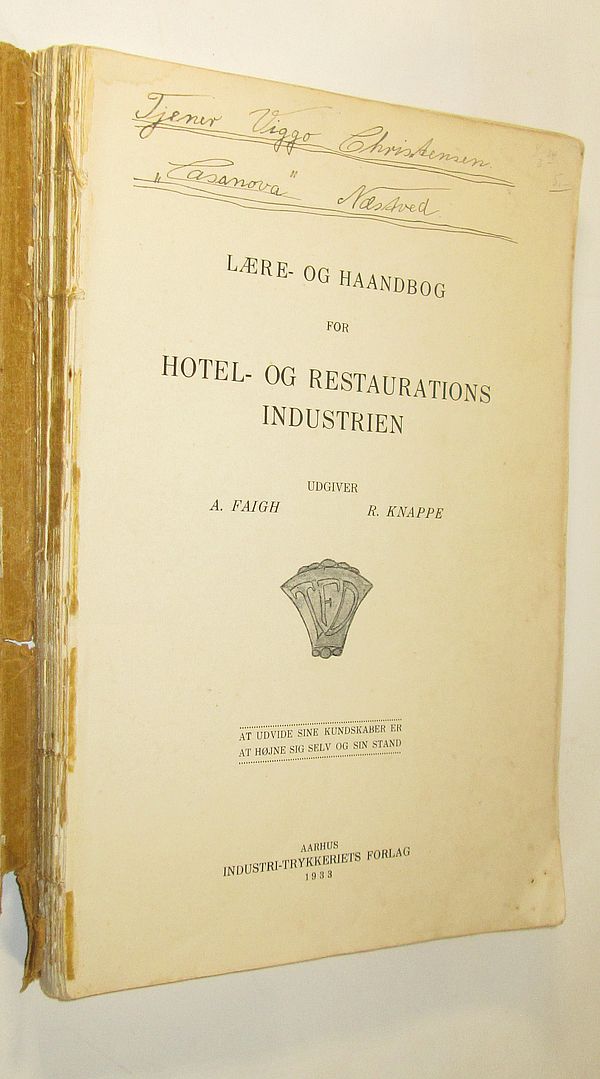 Tjener Viggo Christensen.
„Casanova" Næstved.
LÆRE- OG HAANDBOG
FOR
HOTEL- OG RESTAURATIONS
INDUSTRIEN
UDGIVER
A. FAIGH R. KNAPPE
TFD
AT UDVIDE SINE KUNDSKABER ER
AT HØJNE SIG SELV OG SIN STAND
AARHUS
INDUSTRI-TRYKKERIETS FORLAG
1933